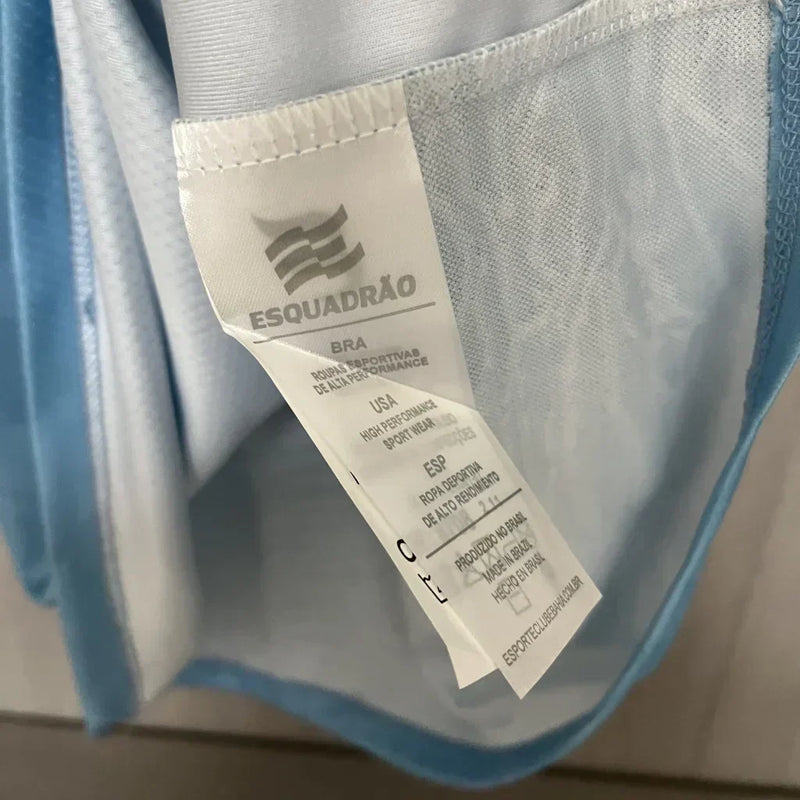 ESQUADRÃO
BRA
ROUPAS ESPORTIVAS
DE ALTA PERFORMANCE
USA
HIGH PERFORMANCE
SPORT WEAR
ESP
ROPA DEPORTIVA
DE ALTO RENDIMIENTO
PRODUZIDO NO BRASIL
MADE IN BRAZIL
HECHO EN BRASIL
ESPORTECLUBEBAHIA.COM.BR